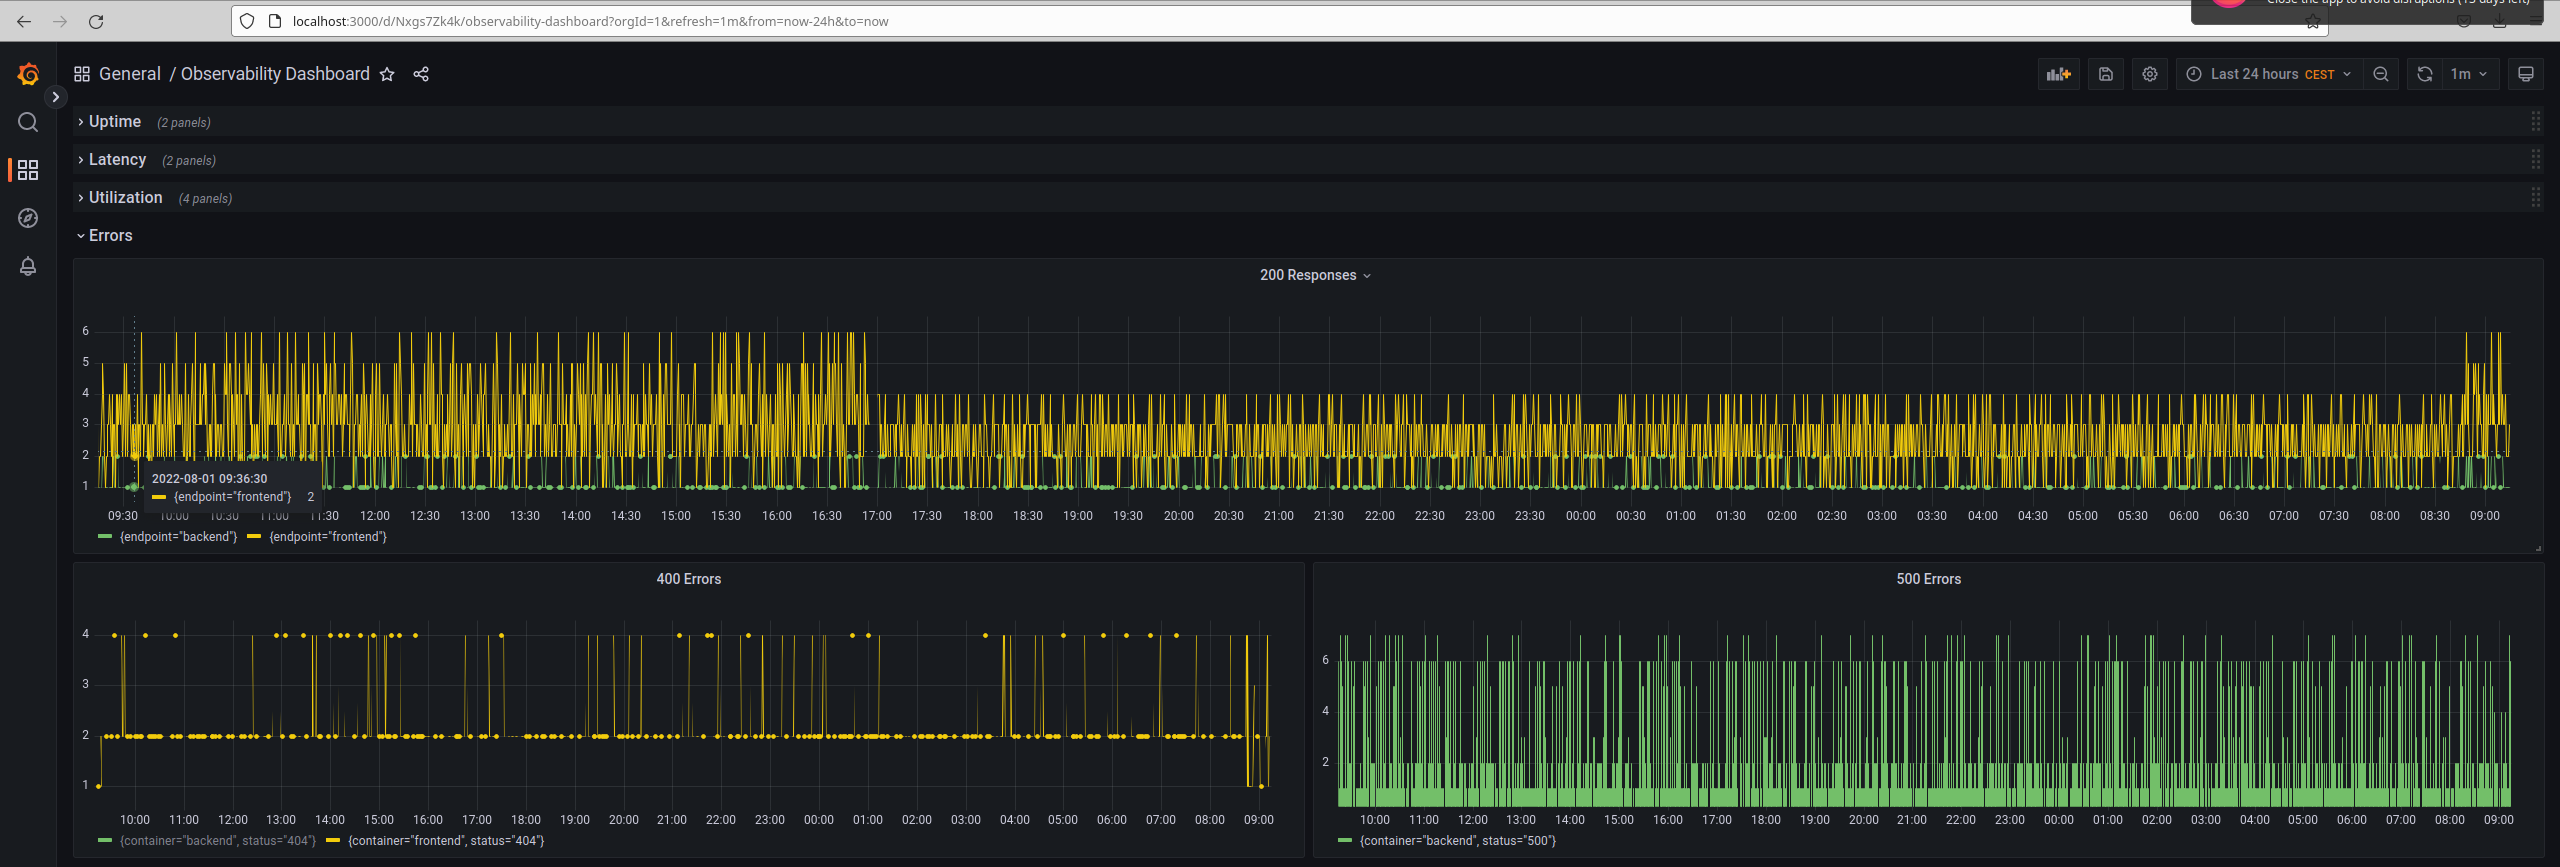 Close the app to avoid disruptions (13 days left)
localhost:3000/d/Nxgs7Zk4k/observability-dashboard?orgId=1&refresh=1m&from=now-24h&to=now
General / Observability Dashboard
Last 24 hours CEST
1m
Uptime (2 panels)
Latency (2 panels)
Utilization (4 panels)
Errors
200 Responses
6
5
4
3
2
1
2022-08-01 09:36:30
{endpoint="frontend"} 2
09:30 10:00 10:30 11:00 11:30 12:00 12:30 13:00 13:30 14:00 14:30 15:00 15:30 16:00 16:30 17:00 17:30 18:00 18:30 19:00 19:30 20:00 20:30 21:00 21:30 22:00 22:30 23:00 23:30 00:00 00:30 01:00 01:30 02:00 02:30 03:00 03:30 04:00 04:30 05:00 05:30 06:00 06:30 07:00 07:30 08:00 08:30 09:00
{endpoint="backend"} {endpoint="frontend"}
400 Errors
4
3
2
1
10:00 11:00 12:00 13:00 14:00 15:00 16:00 17:00 18:00 19:00 20:00 21:00 22:00 23:00 00:00 01:00 02:00 03:00 04:00 05:00 06:00 07:00 08:00 09:00
{container="backend", status="404"} {container="frontend", status="404"}
500 Errors
6
4
2
10:00 11:00 12:00 13:00 14:00 15:00 16:00 17:00 18:00 19:00 20:00 21:00 22:00 23:00 00:00 01:00 02:00 03:00 04:00 05:00 06:00 07:00 08:00 09:00
{container="backend", status="500"}